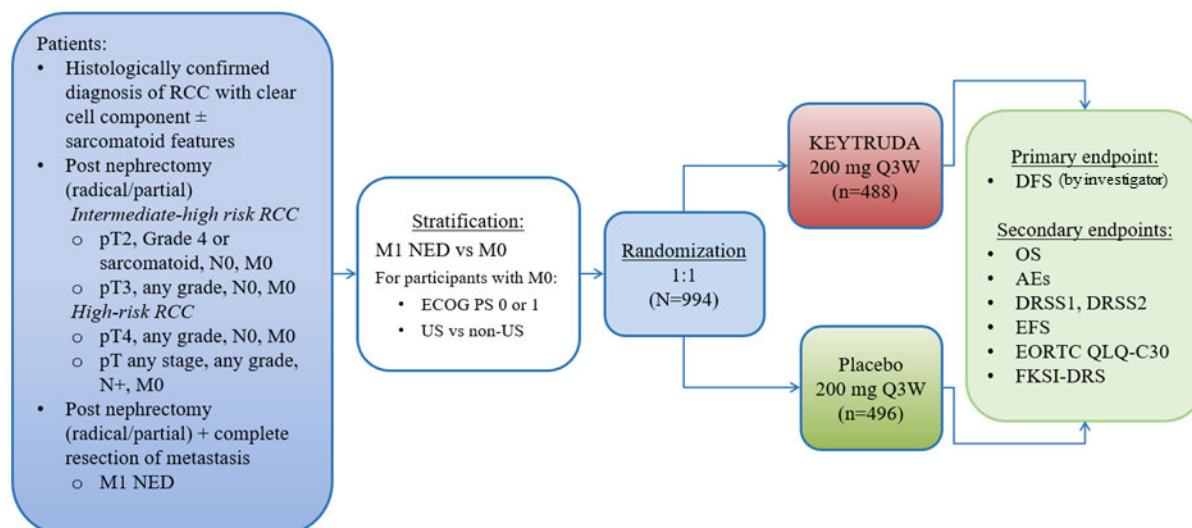 Patients:
• Histologically confirmed
diagnosis of RCC with clear
cell component ±
sarcomatoid features
• Post nephrectomy
(radical/partial)
Intermediate-high risk RCC
o pT2, Grade 4 or
sarcomatoid, N0, M0
o pT3, any grade, N0, M0
High-risk RCC
o pT4, any grade, N0, M0
o pT any stage, any grade,
N+, M0
• Post nephrectomy
(radical/partial) + complete
resection of metastasis
o M1 NED
Stratification:
M1 NED vs M0
For participants with M0:
• ECOG PS 0 or 1
• US vs non-US
Randomization
1:1
(N=994)
KEYTRUDA
200 mg Q3W
(n=488)
Placebo
200 mg Q3W
(n=496)
Primary endpoint:
• DFS (by investigator)
Secondary endpoints:
• OS
• AEs
• DRSS1, DRSS2
• EFS
• EORTC QLQ-C30
• FKSI-DRS